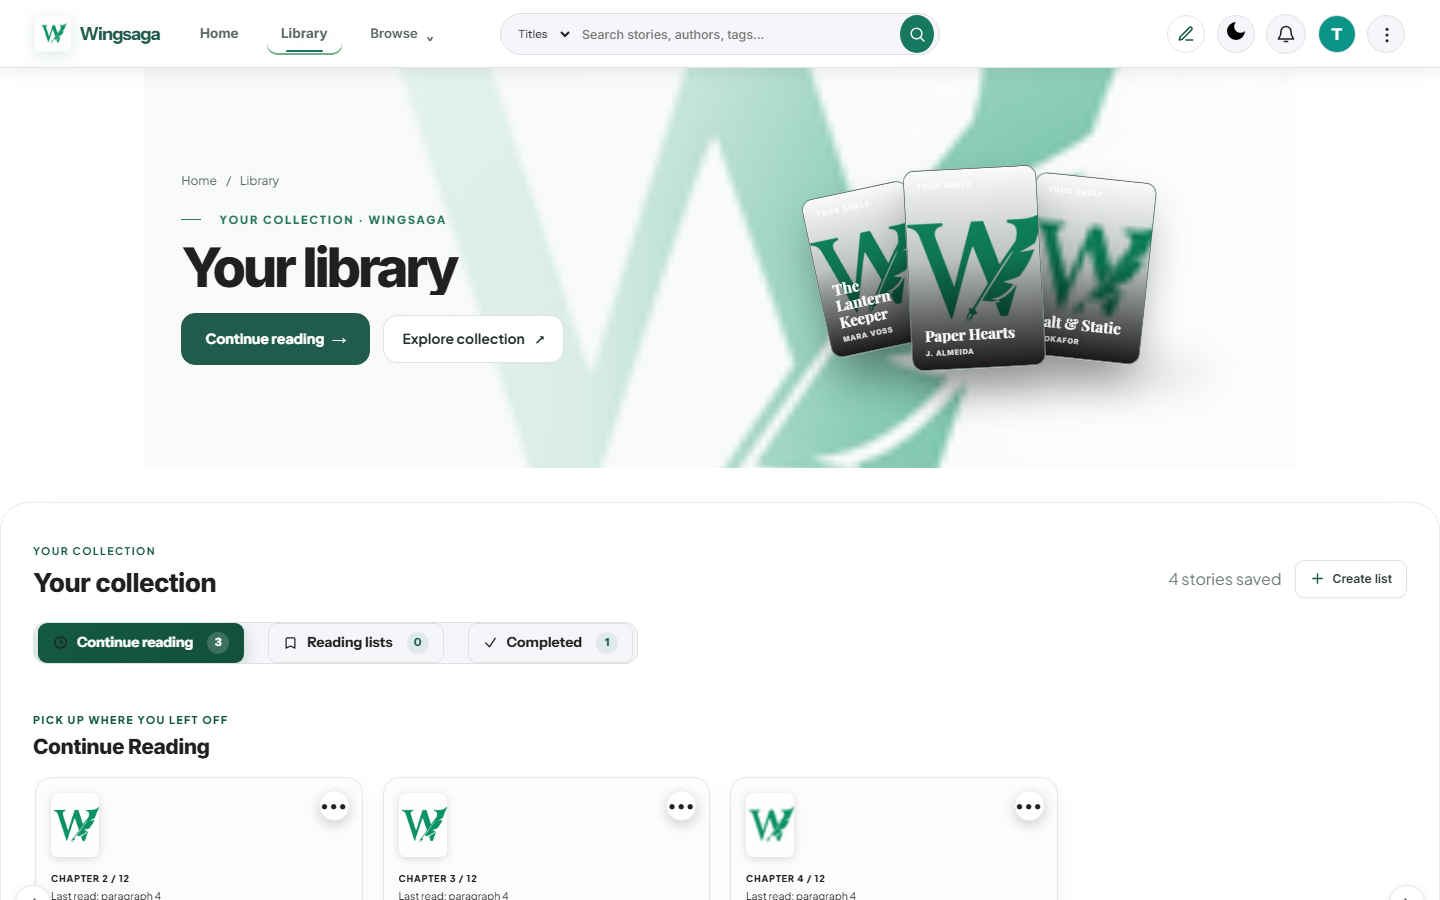 Wingsaga
Home
Library
Browse
Titles
Search stories, authors, tags...
T
Home / Library
YOUR COLLECTION · WINGSAGA
Your library
Continue reading →
Explore collection ↗
YOUR SHELF
The
Lantern
Keeper
MARA VOSS
YOUR SHELF
Paper Hearts
J. ALMEIDA
YOUR SHELF
alt & Static
OKAFOR
YOUR COLLECTION
Your collection
4 stories saved
+ Create list
Continue reading 3
Reading lists 0
Completed 1
PICK UP WHERE YOU LEFT OFF
Continue Reading
CHAPTER 2 / 12
Last read: paragraph 4
CHAPTER 3 / 12
Last read: paragraph 4
CHAPTER 4 / 12
Last read: paragraph 4